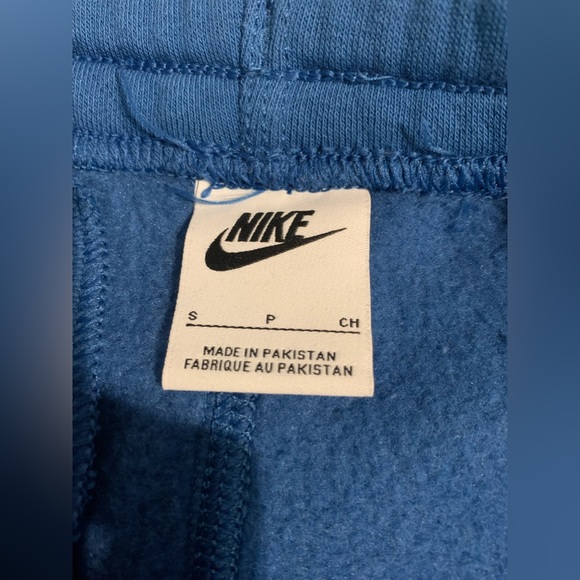 NIKE
S P CH
MADE IN PAKISTAN
FABRIQUE AU PAKISTAN